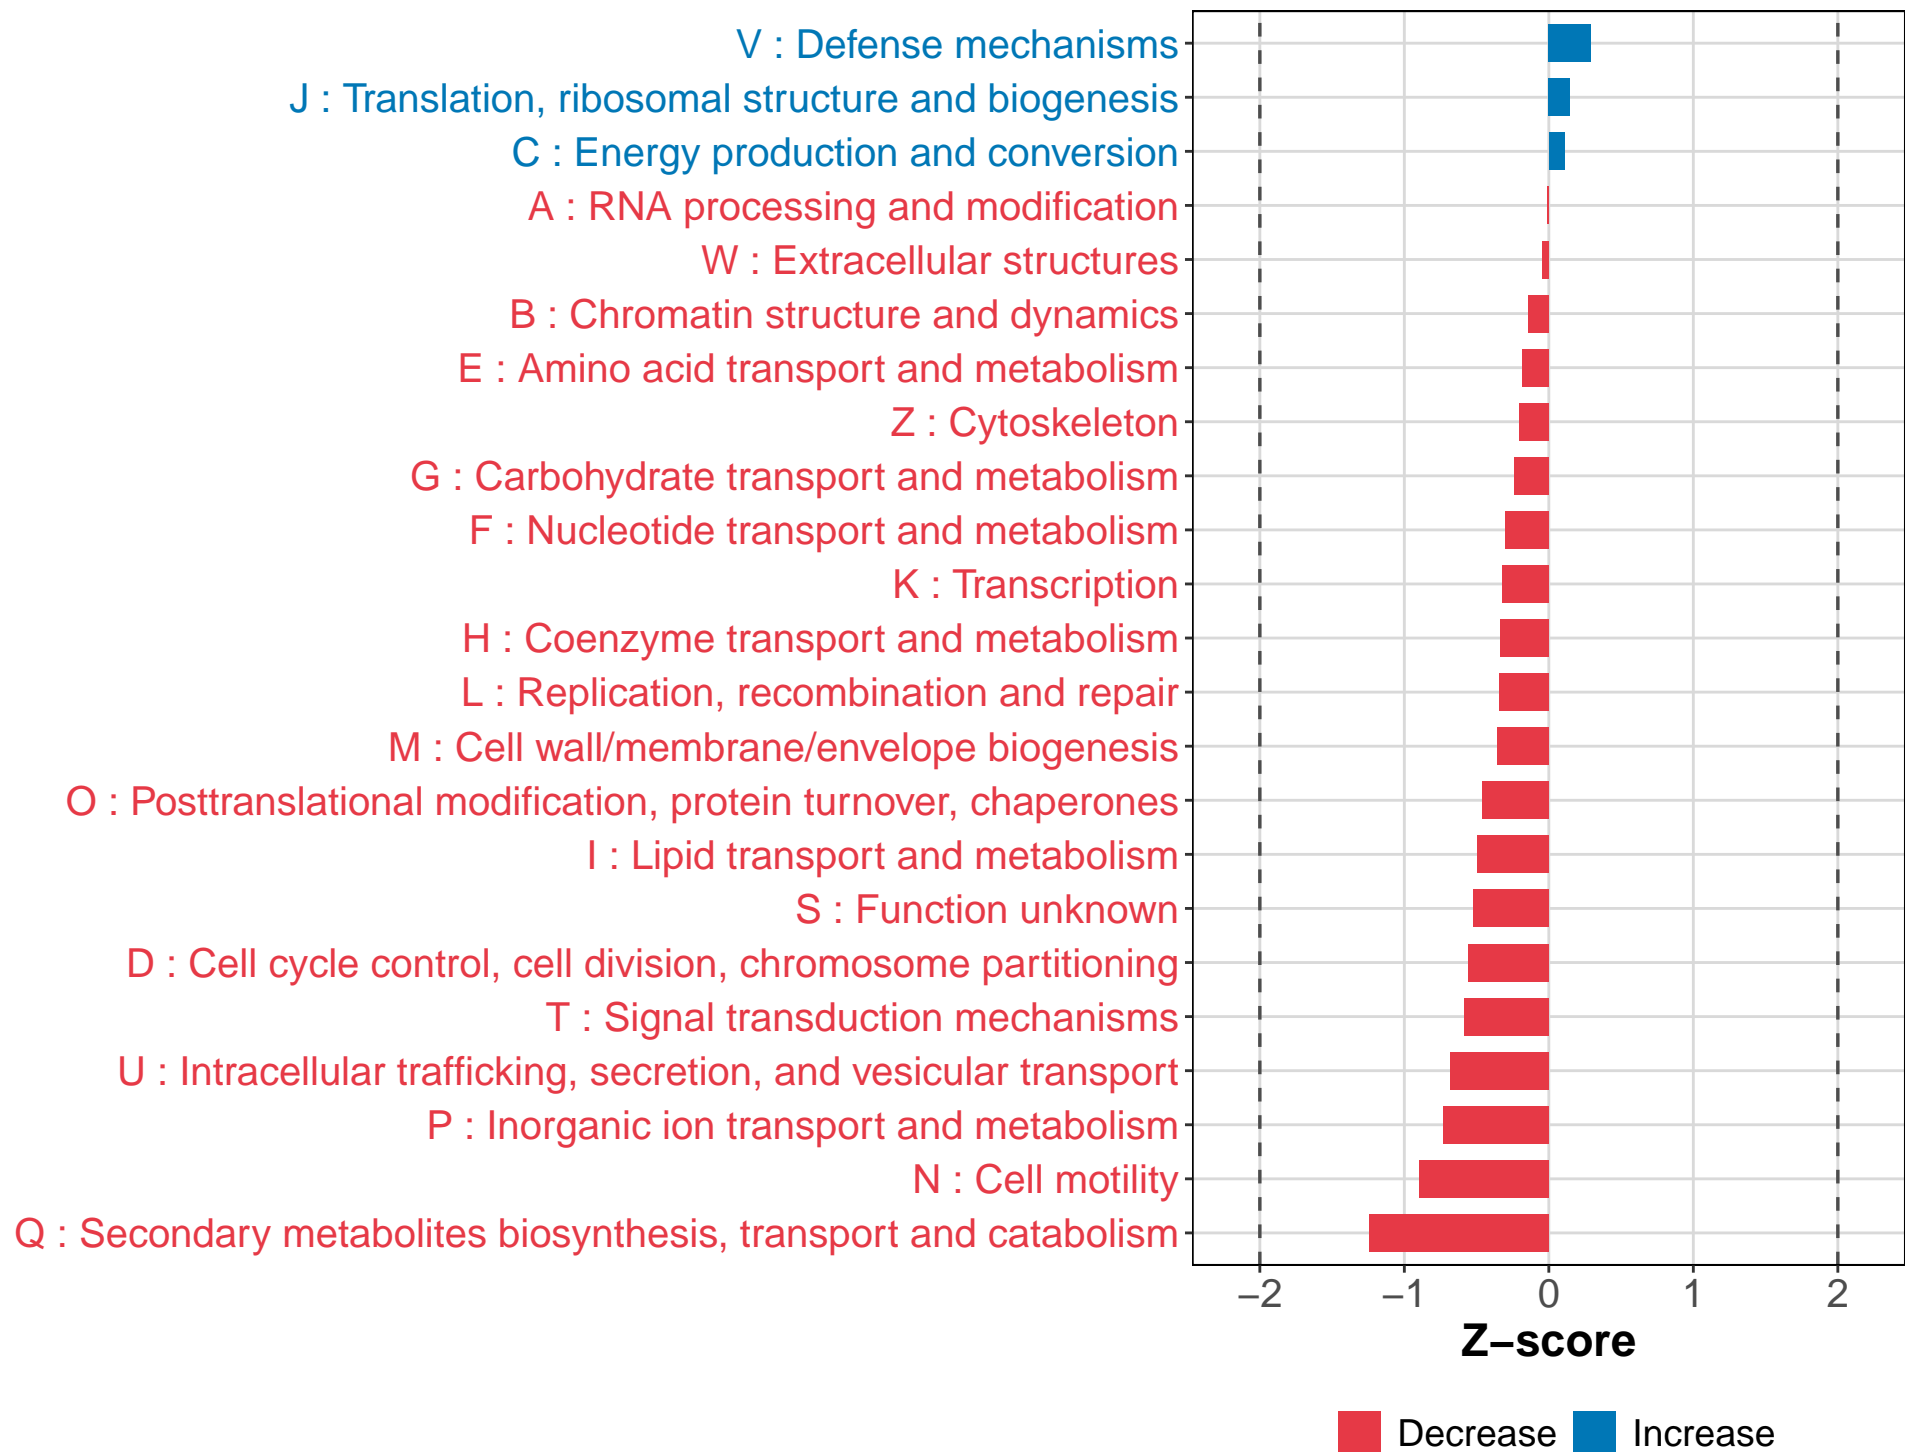 V : Defense mechanisms
J : Translation, ribosomal structure and biogenesis
C : Energy production and conversion
A : RNA processing and modification
W : Extracellular structures
B : Chromatin structure and dynamics
E : Amino acid transport and metabolism
Z : Cytoskeleton
G : Carbohydrate transport and metabolism
F : Nucleotide transport and metabolism
K : Transcription
H : Coenzyme transport and metabolism
L : Replication, recombination and repair
M : Cell wall/membrane/envelope biogenesis
O : Posttranslational modification, protein turnover, chaperones
I : Lipid transport and metabolism
S : Function unknown
D : Cell cycle control, cell division, chromosome partitioning
T : Signal transduction mechanisms
U : Intracellular trafficking, secretion, and vesicular transport
P : Inorganic ion transport and metabolism
N : Cell motility
Q : Secondary metabolites biosynthesis, transport and catabolism
−2 −1 0 1 2
Z−score
Decrease Increase